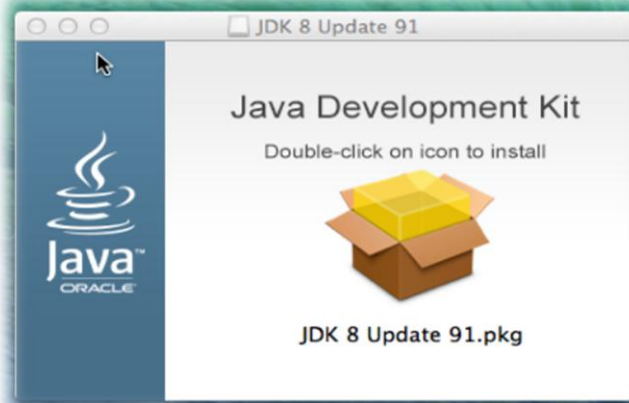 JDK 8 Update 91
Java Development Kit
Double-click on icon to install
Java™
ORACLE
JDK 8 Update 91.pkg